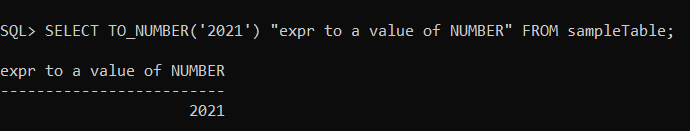 SQL> SELECT TO_NUMBER('2021') "expr to a value of NUMBER" FROM sampleTable;
expr to a value of NUMBER
-------------------------
2021